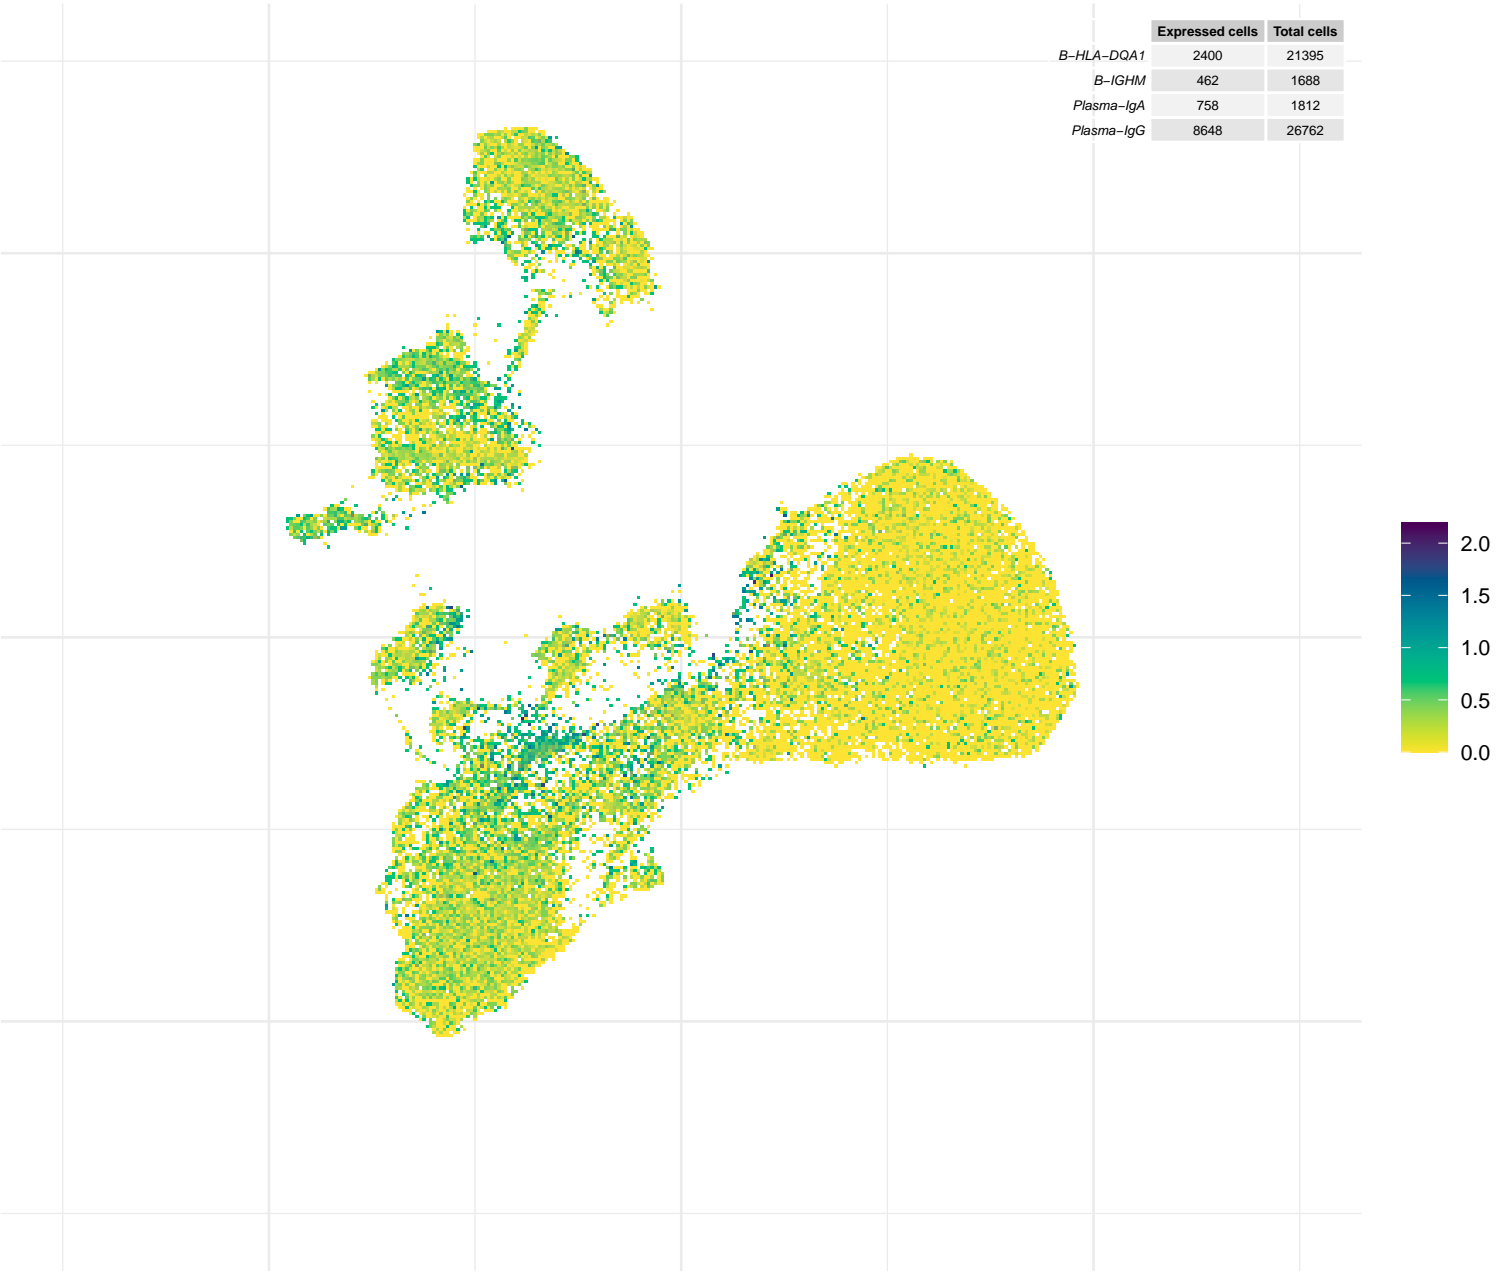 Expressed cells Total cells
B−HLA−DQA1 2400 21395
B−IGHM 462 1688
Plasma−IgA 758 1812
Plasma−IgG 8648 26762
2.0
1.5
1.0
0.5
0.0